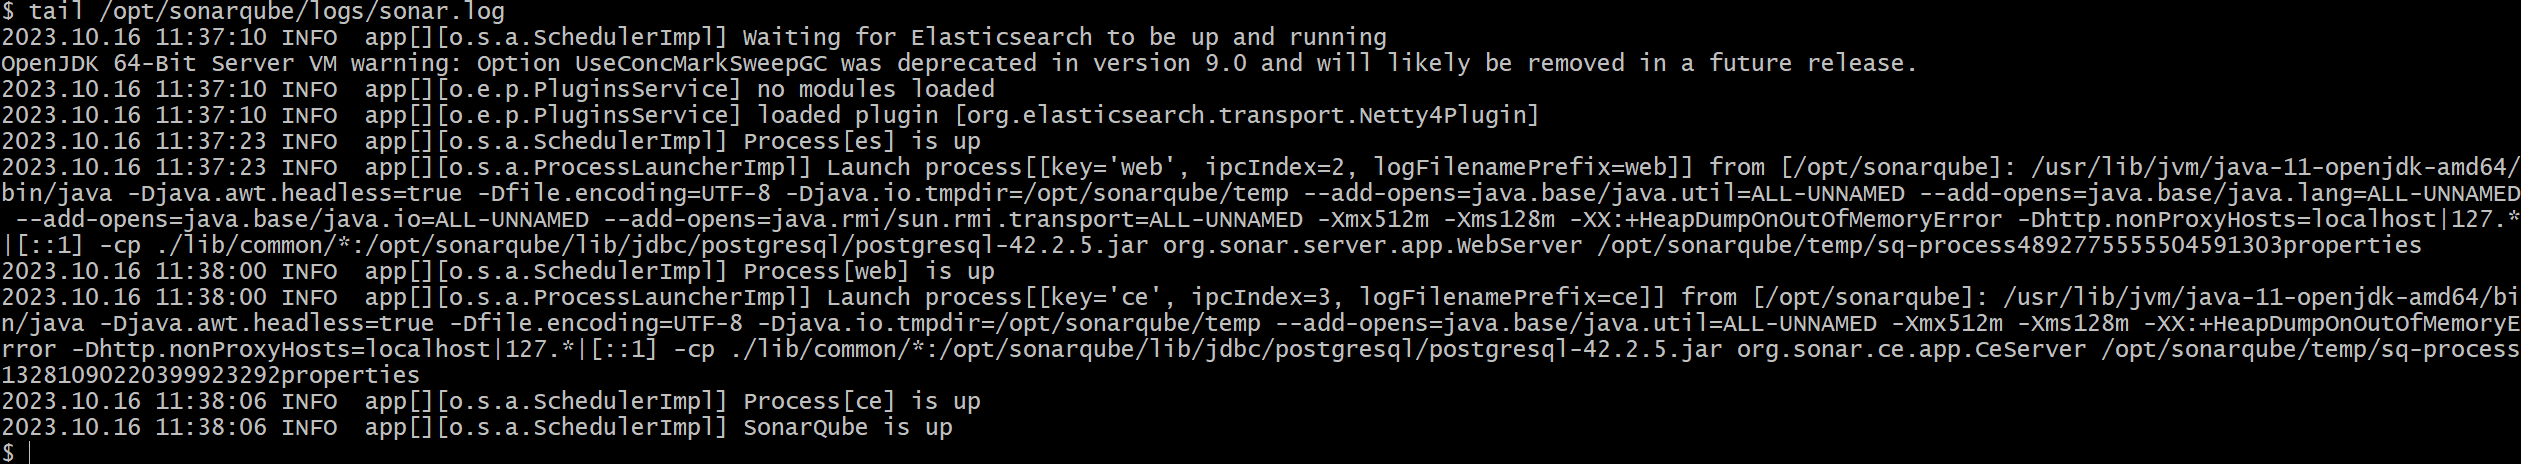 $ tail /opt/sonarqube/logs/sonar.log
2023.10.16 11:37:10 INFO  app[][o.s.a.SchedulerImpl] Waiting for Elasticsearch to be up and running
OpenJDK 64-Bit Server VM warning: Option UseConcMarkSweepGC was deprecated in version 9.0 and will likely be removed in a future release.
2023.10.16 11:37:10 INFO  app[][o.e.p.PluginsService] no modules loaded
2023.10.16 11:37:10 INFO  app[][o.e.p.PluginsService] loaded plugin [org.elasticsearch.transport.Netty4Plugin]
2023.10.16 11:37:23 INFO  app[][o.s.a.SchedulerImpl] Process[es] is up
2023.10.16 11:37:23 INFO  app[][o.s.a.ProcessLauncherImpl] Launch process[[key='web', ipcIndex=2, logFilenamePrefix=web]] from [/opt/sonarqube]: /usr/lib/jvm/java-11-openjdk-amd64/
bin/java -Djava.awt.headless=true -Dfile.encoding=UTF-8 -Djava.io.tmpdir=/opt/sonarqube/temp --add-opens=java.base/java.util=ALL-UNNAMED --add-opens=java.base/java.lang=ALL-UNNAMED
 --add-opens=java.base/java.io=ALL-UNNAMED --add-opens=java.rmi/sun.rmi.transport=ALL-UNNAMED -Xmx512m -Xms128m -XX:+HeapDumpOnOutOfMemoryError -Dhttp.nonProxyHosts=localhost|127.*
|[::1] -cp ./lib/common/*:/opt/sonarqube/lib/jdbc/postgresql/postgresql-42.2.5.jar org.sonar.server.app.WebServer /opt/sonarqube/temp/sq-process4892775555504591303properties
2023.10.16 11:38:00 INFO  app[][o.s.a.SchedulerImpl] Process[web] is up
2023.10.16 11:38:00 INFO  app[][o.s.a.ProcessLauncherImpl] Launch process[[key='ce', ipcIndex=3, logFilenamePrefix=ce]] from [/opt/sonarqube]: /usr/lib/jvm/java-11-openjdk-amd64/bi
n/java -Djava.awt.headless=true -Dfile.encoding=UTF-8 -Djava.io.tmpdir=/opt/sonarqube/temp --add-opens=java.base/java.util=ALL-UNNAMED -Xmx512m -Xms128m -XX:+HeapDumpOnOutOfMemoryE
rror -Dhttp.nonProxyHosts=localhost|127.*|[::1] -cp ./lib/common/*:/opt/sonarqube/lib/jdbc/postgresql/postgresql-42.2.5.jar org.sonar.ce.app.CeServer /opt/sonarqube/temp/sq-process
13281090220399923292properties
2023.10.16 11:38:06 INFO  app[][o.s.a.SchedulerImpl] Process[ce] is up
2023.10.16 11:38:06 INFO  app[][o.s.a.SchedulerImpl] SonarQube is up
$